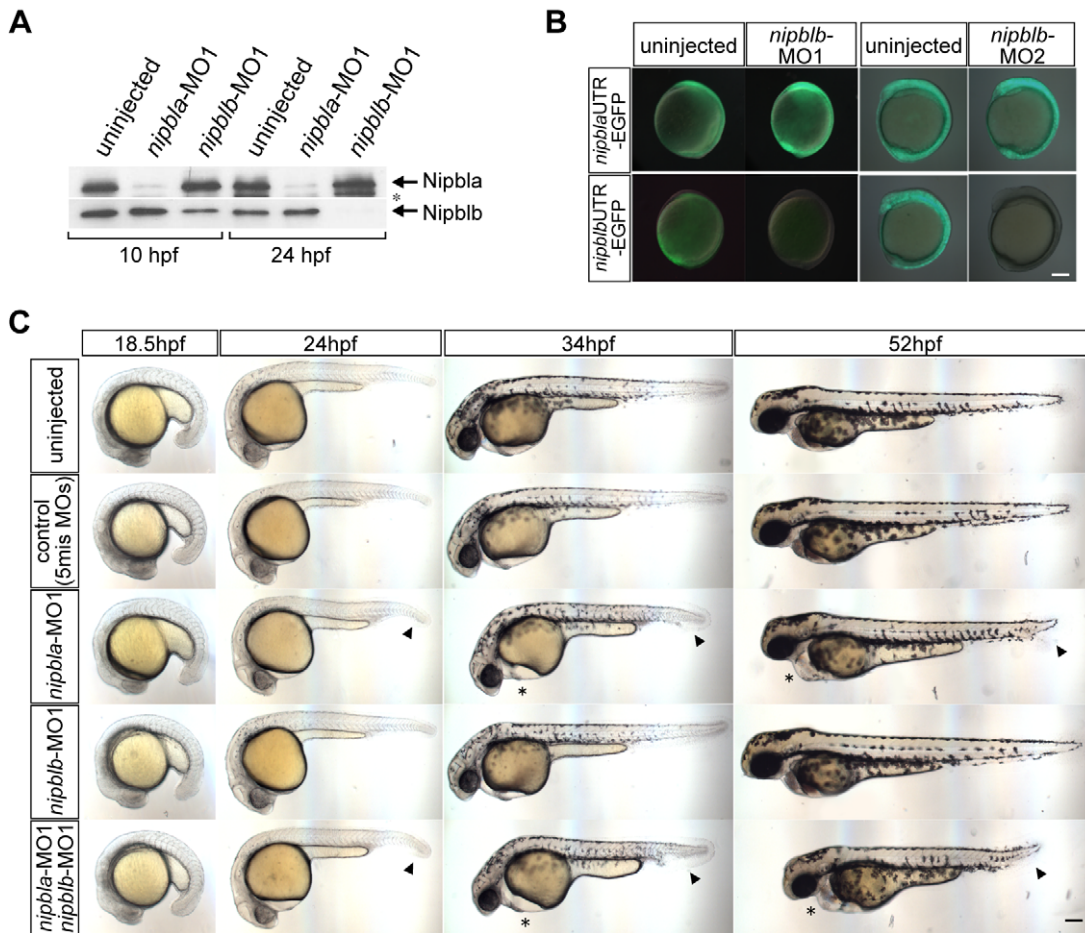 A
uninjected
nipbla-MO1
nipblb-MO1
uninjected
nipbla-MO1
nipblb-MO1
Nipbla
*
Nipblb
10 hpf
24 hpf
B
uninjected
nipblb-
MO1
uninjected
nipblb-
MO2
nipblaUTR
-EGFP
nipblbUTR
-EGFP
C
18.5hpf
24hpf
34hpf
52hpf
uninjected
control
(5mis MOs)
nipbla-MO1
*
*
nipblb-MO1
nipbla-MO1
nipblb-MO1
*
*